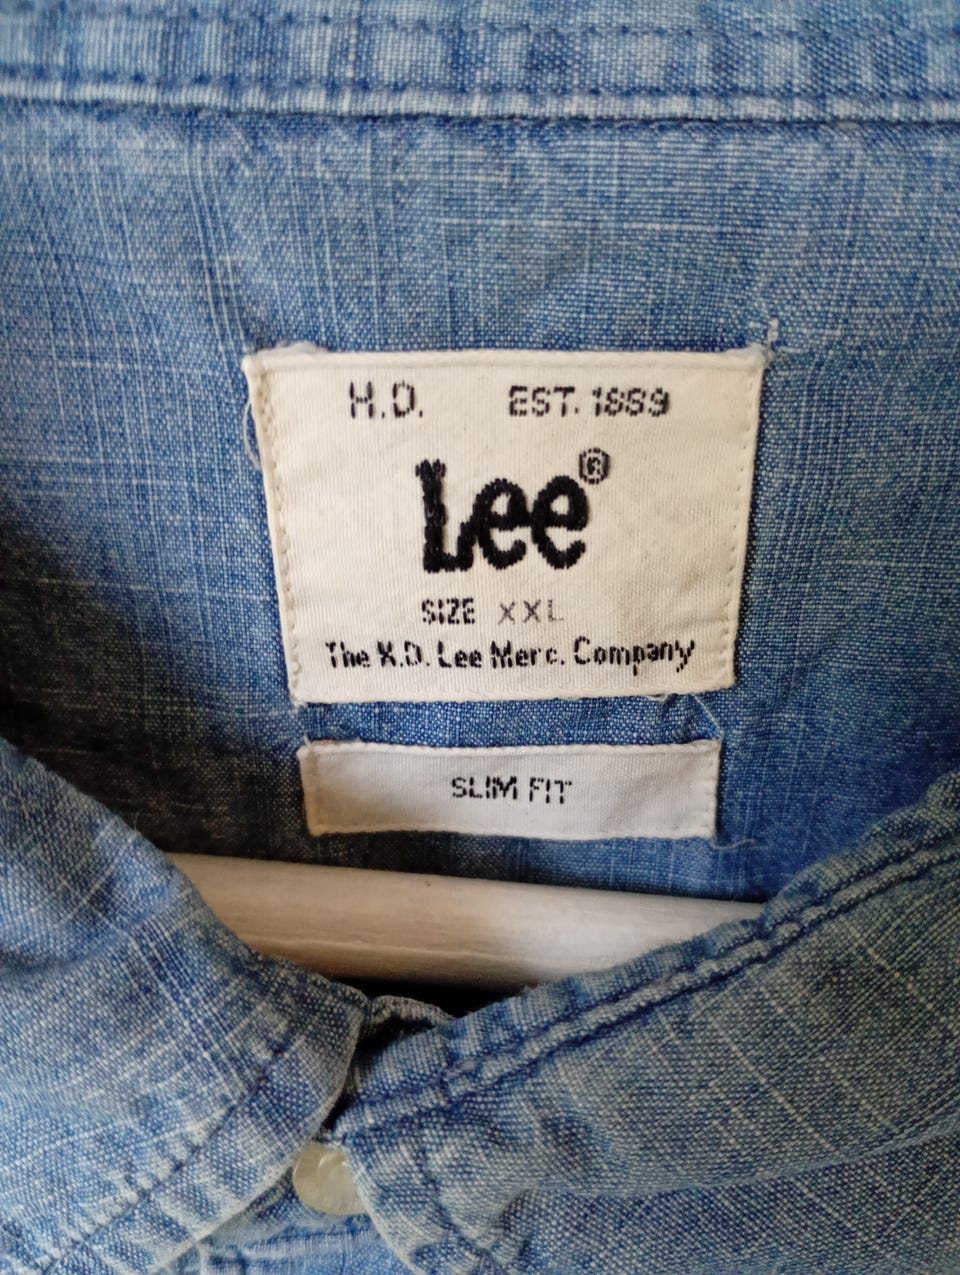 H.D. EST. 1889
Lee®
SIZE XXL
The H.D. Lee Merc. Company
SLIM FIT